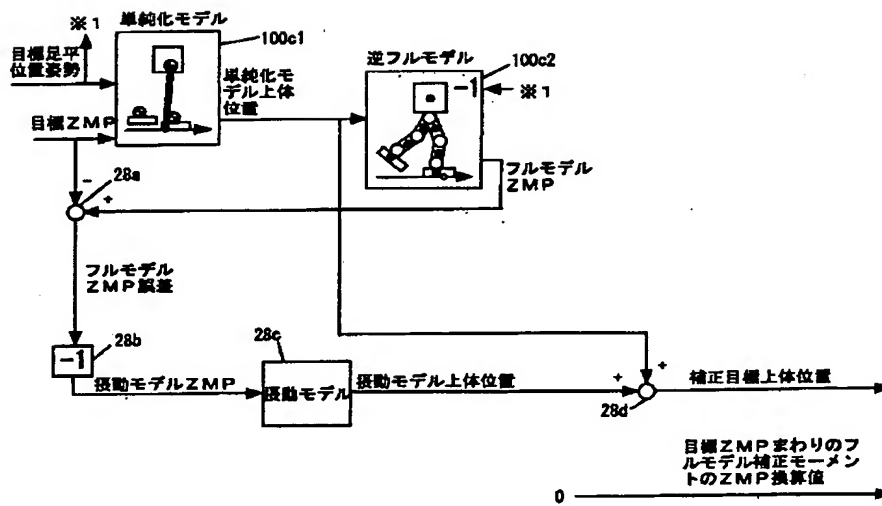 ※1
単純化モデル
100c1
目標足平
位置姿勢
単純化モ
デル上体
位置
目標ZMP
逆フルモデル
100c2
-1
※1
フルモデル
ZMP
-
28a
+
フルモデル
ZMP誤差
-1
28b
摂動モデルZMP
28c
摂動モデル
摂動モデル上体位置
+
+
28d
補正目標上体位置
目標ZMPまわりのフ
ルモデル補正モーメン
トのZMP換算値
0